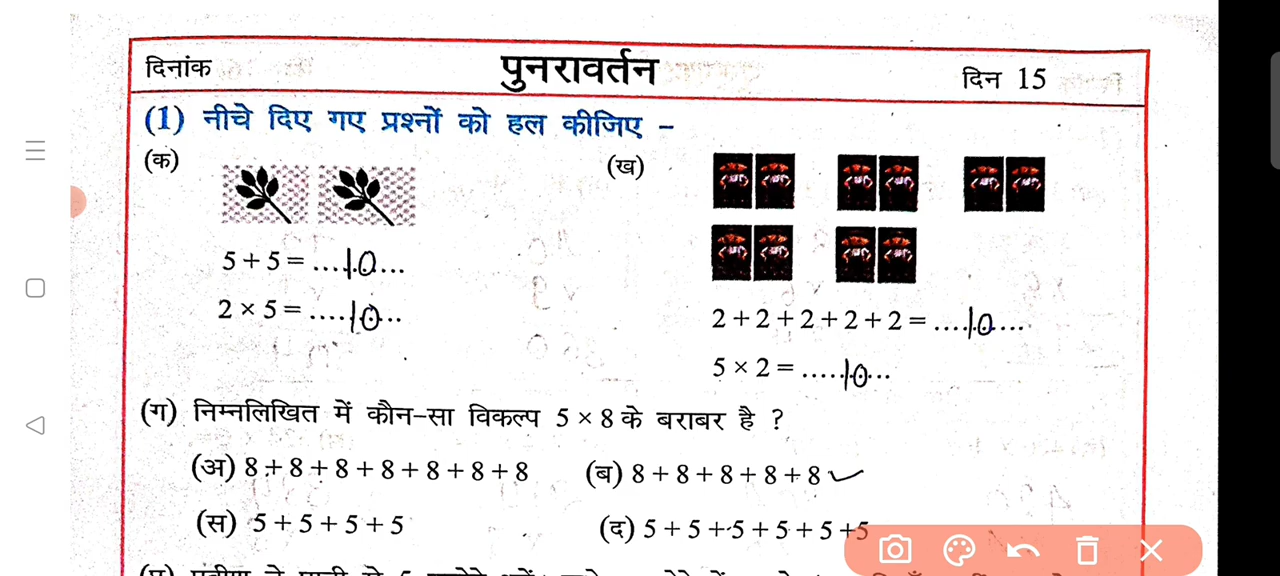 दिनांक पुनरावर्तन दिन 15
(1) नीचे दिए गए प्रश्नों को हल कीजिए –
(क) (ख)
5 + 5 = ....10...
2 × 5 = ....10...
2 + 2 + 2 + 2 + 2 = ....10....
5 × 2 = .....10...
(ग) निम्नलिखित में कौन-सा विकल्प 5 × 8 के बराबर है ?
(अ) 8 + 8 + 8 + 8 + 8 + 8 + 8 (ब) 8 + 8 + 8 + 8 + 8 ✓
(स) 5 + 5 + 5 + 5 (द) 5 + 5 + 5 + 5 + 5 + 5